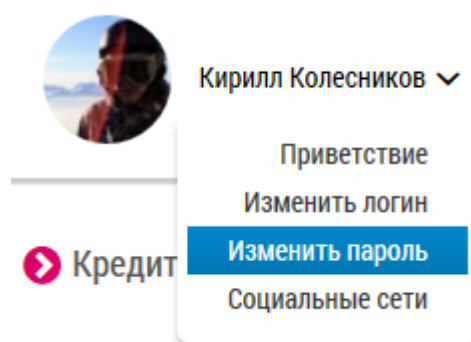 Кирилл Колесников
Приветствие
Изменить логин
Изменить пароль
Кредит
Социальные сети